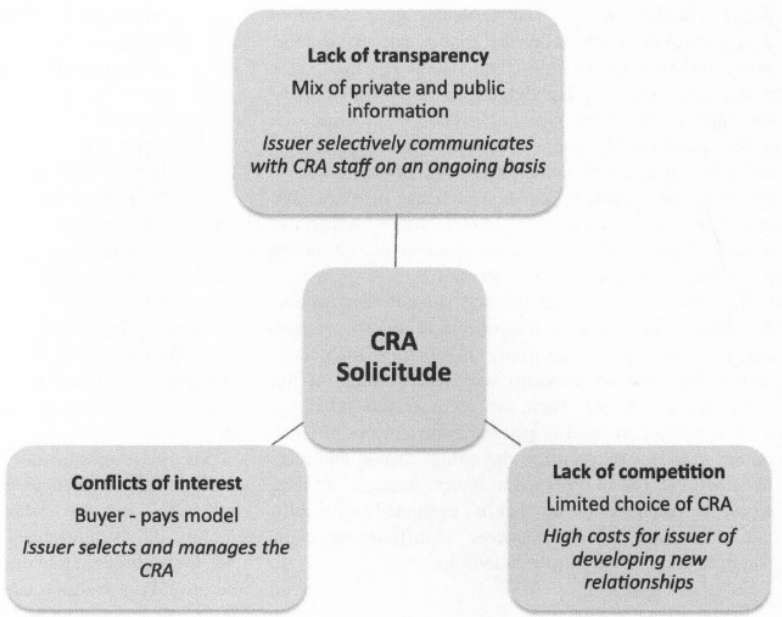 Lack of transparency
Mix of private and public
information
Issuer selectively communicates
with CRA staff on an ongoing basis
CRA
Solicitude
Conflicts of interest
Buyer - pays model
Issuer selects and manages the
CRA
Lack of competition
Limited choice of CRA
High costs for issuer of
developing new
relationships